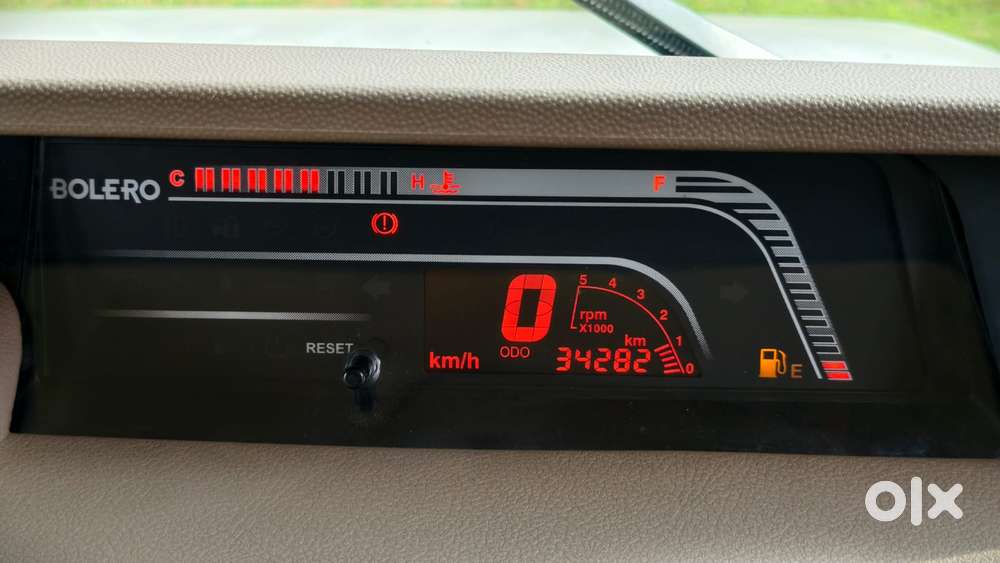 BOLERO
C H F
0
5 4 3 2 1 0
rpm
X1000
km/h
ODO
km
34282
RESET
E
OLX